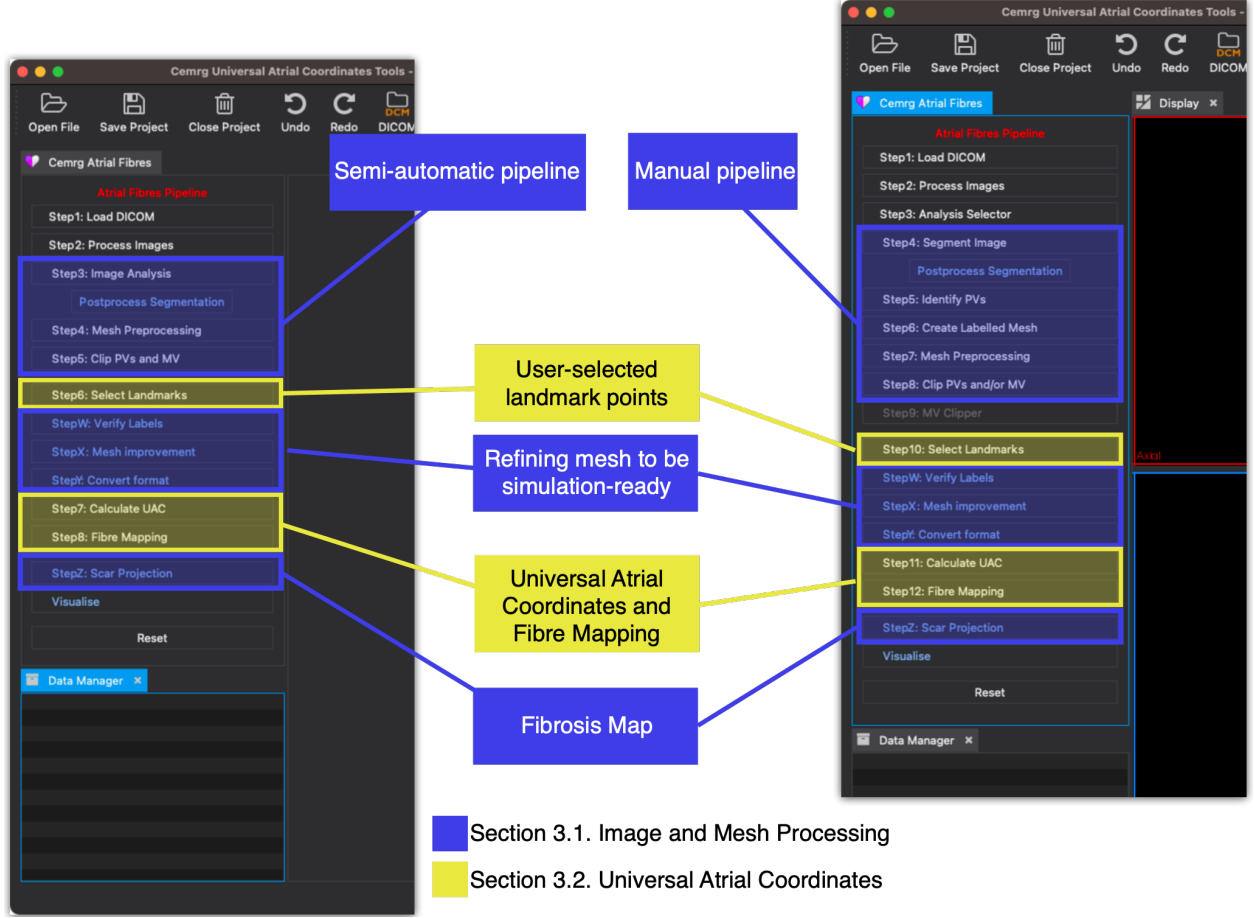 Cemrg Universal Atrial Coordinates Tools -
Open File
Save Project
Close Project
Undo
Redo
DCM
DICOM
Cemrg Atrial Fibres
Atrial Fibres Pipeline
Step1: Load DICOM
Step2: Process Images
Step3: Image Analysis
Postprocess Segmentation
Step4: Mesh Preprocessing
Step5: Clip PVs and MV
Step6: Select Landmarks
StepW: Verify Labels
StepX: Mesh improvement
StepY: Convert format
Step7: Calculate UAC
Step8: Fibre Mapping
StepZ: Scar Projection
Visualise
Reset
Data Manager
Semi-automatic pipeline
Manual pipeline
User-selected
landmark points
Refining mesh to be
simulation-ready
Universal Atrial
Coordinates and
Fibre Mapping
Fibrosis Map
Cemrg Universal Atrial Coordinates Tools -
Open File
Save Project
Close Project
Undo
Redo
DCM
DICOM
Cemrg Atrial Fibres
Display
Atrial Fibres Pipeline
Step1: Load DICOM
Step2: Process Images
Step3: Analysis Selector
Step4: Segment Image
Postprocess Segmentation
Step5: Identify PVs
Step6: Create Labelled Mesh
Step7: Mesh Preprocessing
Step8: Clip PVs and/or MV
Step9: MV Clipper
Step10: Select Landmarks
StepW: Verify Labels
StepX: Mesh improvement
StepY: Convert format
Step11: Calculate UAC
Step12: Fibre Mapping
StepZ: Scar Projection
Visualise
Reset
Data Manager
Axial
Section 3.1. Image and Mesh Processing
Section 3.2. Universal Atrial Coordinates